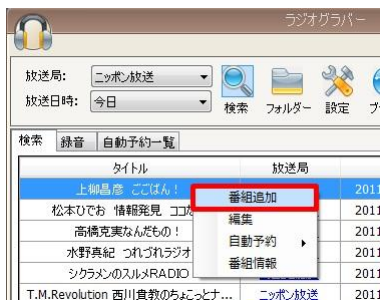 ラジオグラバー
放送局: ニッポン放送
放送日時: 今日
検索 フォルダー 設定
検索 録音 自動予約一覧
タイトル 放送局
上柳昌彦 ごごばん! 2011
松本ひでお 情報発見 2011
高橋克実なんだもの! 2011
水野真紀 つれづれラジオ 2011
シクラメンのスルメRADIO 2011
T.M.Revolution 西川貴教のちょこっとナ... ニッポン放送 2011
番組追加
編集
自動予約
番組情報